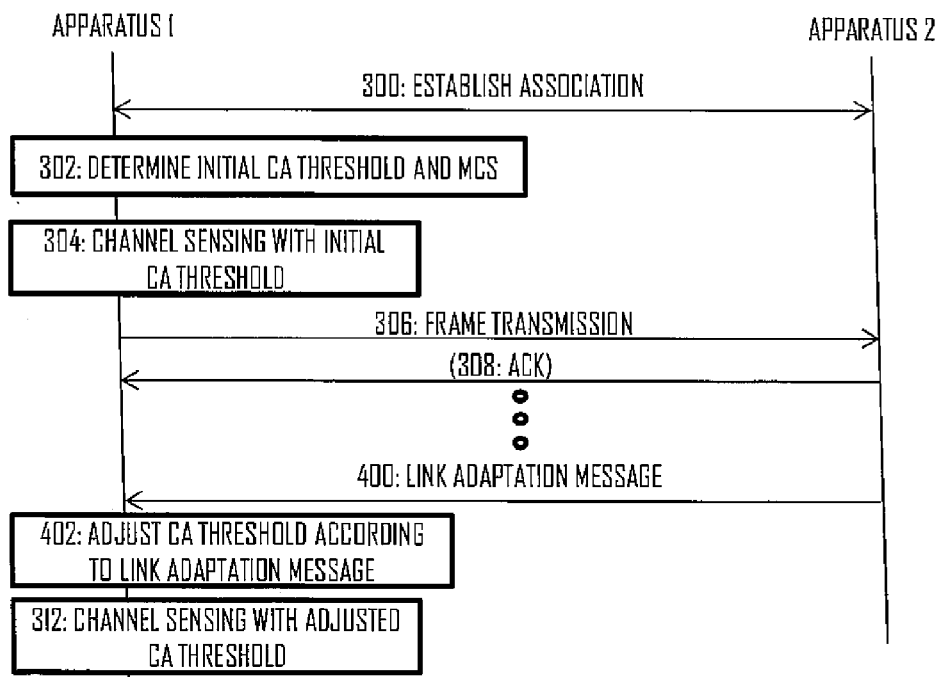 APPARATUS 1
APPARATUS 2
300: ESTABLISH ASSOCIATION
302: DETERMINE INITIAL CA THRESHOLD AND MCS
304: CHANNEL SENSING WITH INITIAL
CA THRESHOLD
306: FRAME TRANSMISSION
(308: ACK)
400: LINK ADAPTATION MESSAGE
402: ADJUST CA THRESHOLD ACCORDING
TO LINK ADAPTATION MESSAGE
312: CHANNEL SENSING WITH ADJUSTED
CA THRESHOLD